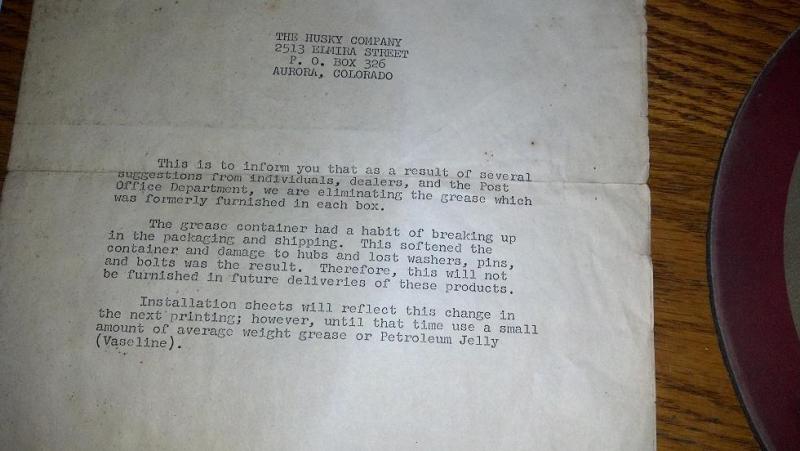 THE HUSKY COMPANY
2513 ELMIRA STREET
P. O. BOX 326
AURORA, COLORADO
This is to inform you that as a result of several
suggestions from individuals, dealers, and the Post
Office Department, we are eliminating the grease which
was formerly furnished in each box.
The grease container had a habit of breaking up
in the packaging and shipping. This softened the
container and damage to hubs and lost washers, pins,
and bolts was the result. Therefore, this will not
be furnished in future deliveries of these products.
Installation sheets will reflect this change in
the next printing; however, until that time use a small
amount of average weight grease or Petroleum Jelly
(Vaseline).